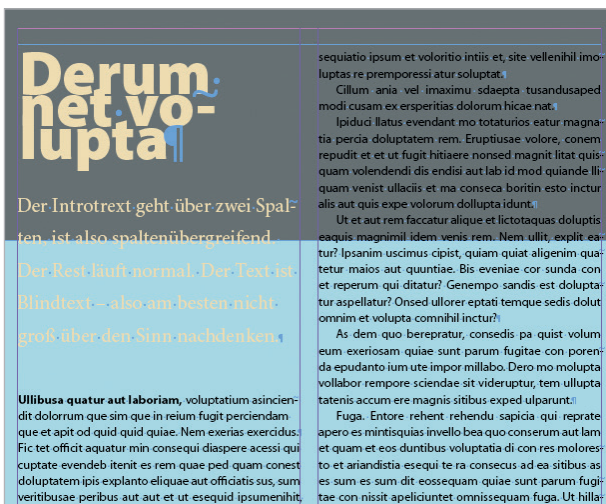 Derum
net vo-
lupta
Der Introtrext geht über zwei Spal-
ten, ist also spaltenübergreifend.
Der Rest läuft normal. Der Text ist
Blindtext – also am besten nicht
groß über den Sinn nachdenken.
Ullibusa quatur aut laboriam, voluptatium asincien-
dit dolorrum que sim que in reium fugit perciendam
que et apit od quid quid quiae. Nem exerias exercidus.
Fic tet officit aquatur min consequi diaspere acessi qui
cuptate evendeb itenit es rem quae ped quam conest
doluptatem ipis explanto eliquae aut officiatis sus, sum
veritibusae peribus aut aut et ut esequid ipsumenihit,
sequiatio ipsum et voloritio intiis et, site vellenihil imo-
luptas re premporessi atur soluptat.
Cillum ania vel imaximu sdaepta tusandusaped
modi cusam ex ersperitias dolorum hicae nat.
Ipiduci llatus evendant mo totaturios eatur magna-
tia percia doluptatem rem. Eruptiusae volore, conem
repudit et et ut fugit hitiaere nonsed magnit litat quis-
quam volendendi dis endisi aut lab id mod quiande lli-
quam venist ullaciis et ma conseca boritin esto inctur
alis aut quis expe volorum dollupta idunt.
Ut et aut rem faccatur alique et lictotaquas doluptis
eaquis magnimil idem venis rem. Nem ullit, explit ea-
tur? Ipsanim uscimus cipist, quiam quiat aligenim qua-
tetur maios aut quuntiae. Bis eveniae cor sunda con
et reperum qui ditatur? Genempo sandis est dolupta-
tur aspellatur? Onsed ullorer eptati temque sedis dolut
omnim et volupta comnihil inctur?
As dem quo berepratur, consedis pa quist volum
eum exeriosam quiae sunt parum fugitae con poren-
da epudanto ium ute impor millabo. Dero mo molupta
vollabor rempore sciendae sit videruptur, tem ullupta
tatenis accum ere magnis sitibus exped ulparunt.
Fuga. Entore rehent rehendu sapicia qui reprate
apero es mintisquias invello bea quo conserum aut lam
et quam et eos duntibus voluptatia di con res molores-
to et ariandistia esequi te ra consecus ad ea sitibus as
es sum es sum dit eossequam quiae sunt parum fugi-
tae con nissit apeliciuntet omnissequam fuga. Ut hilla-